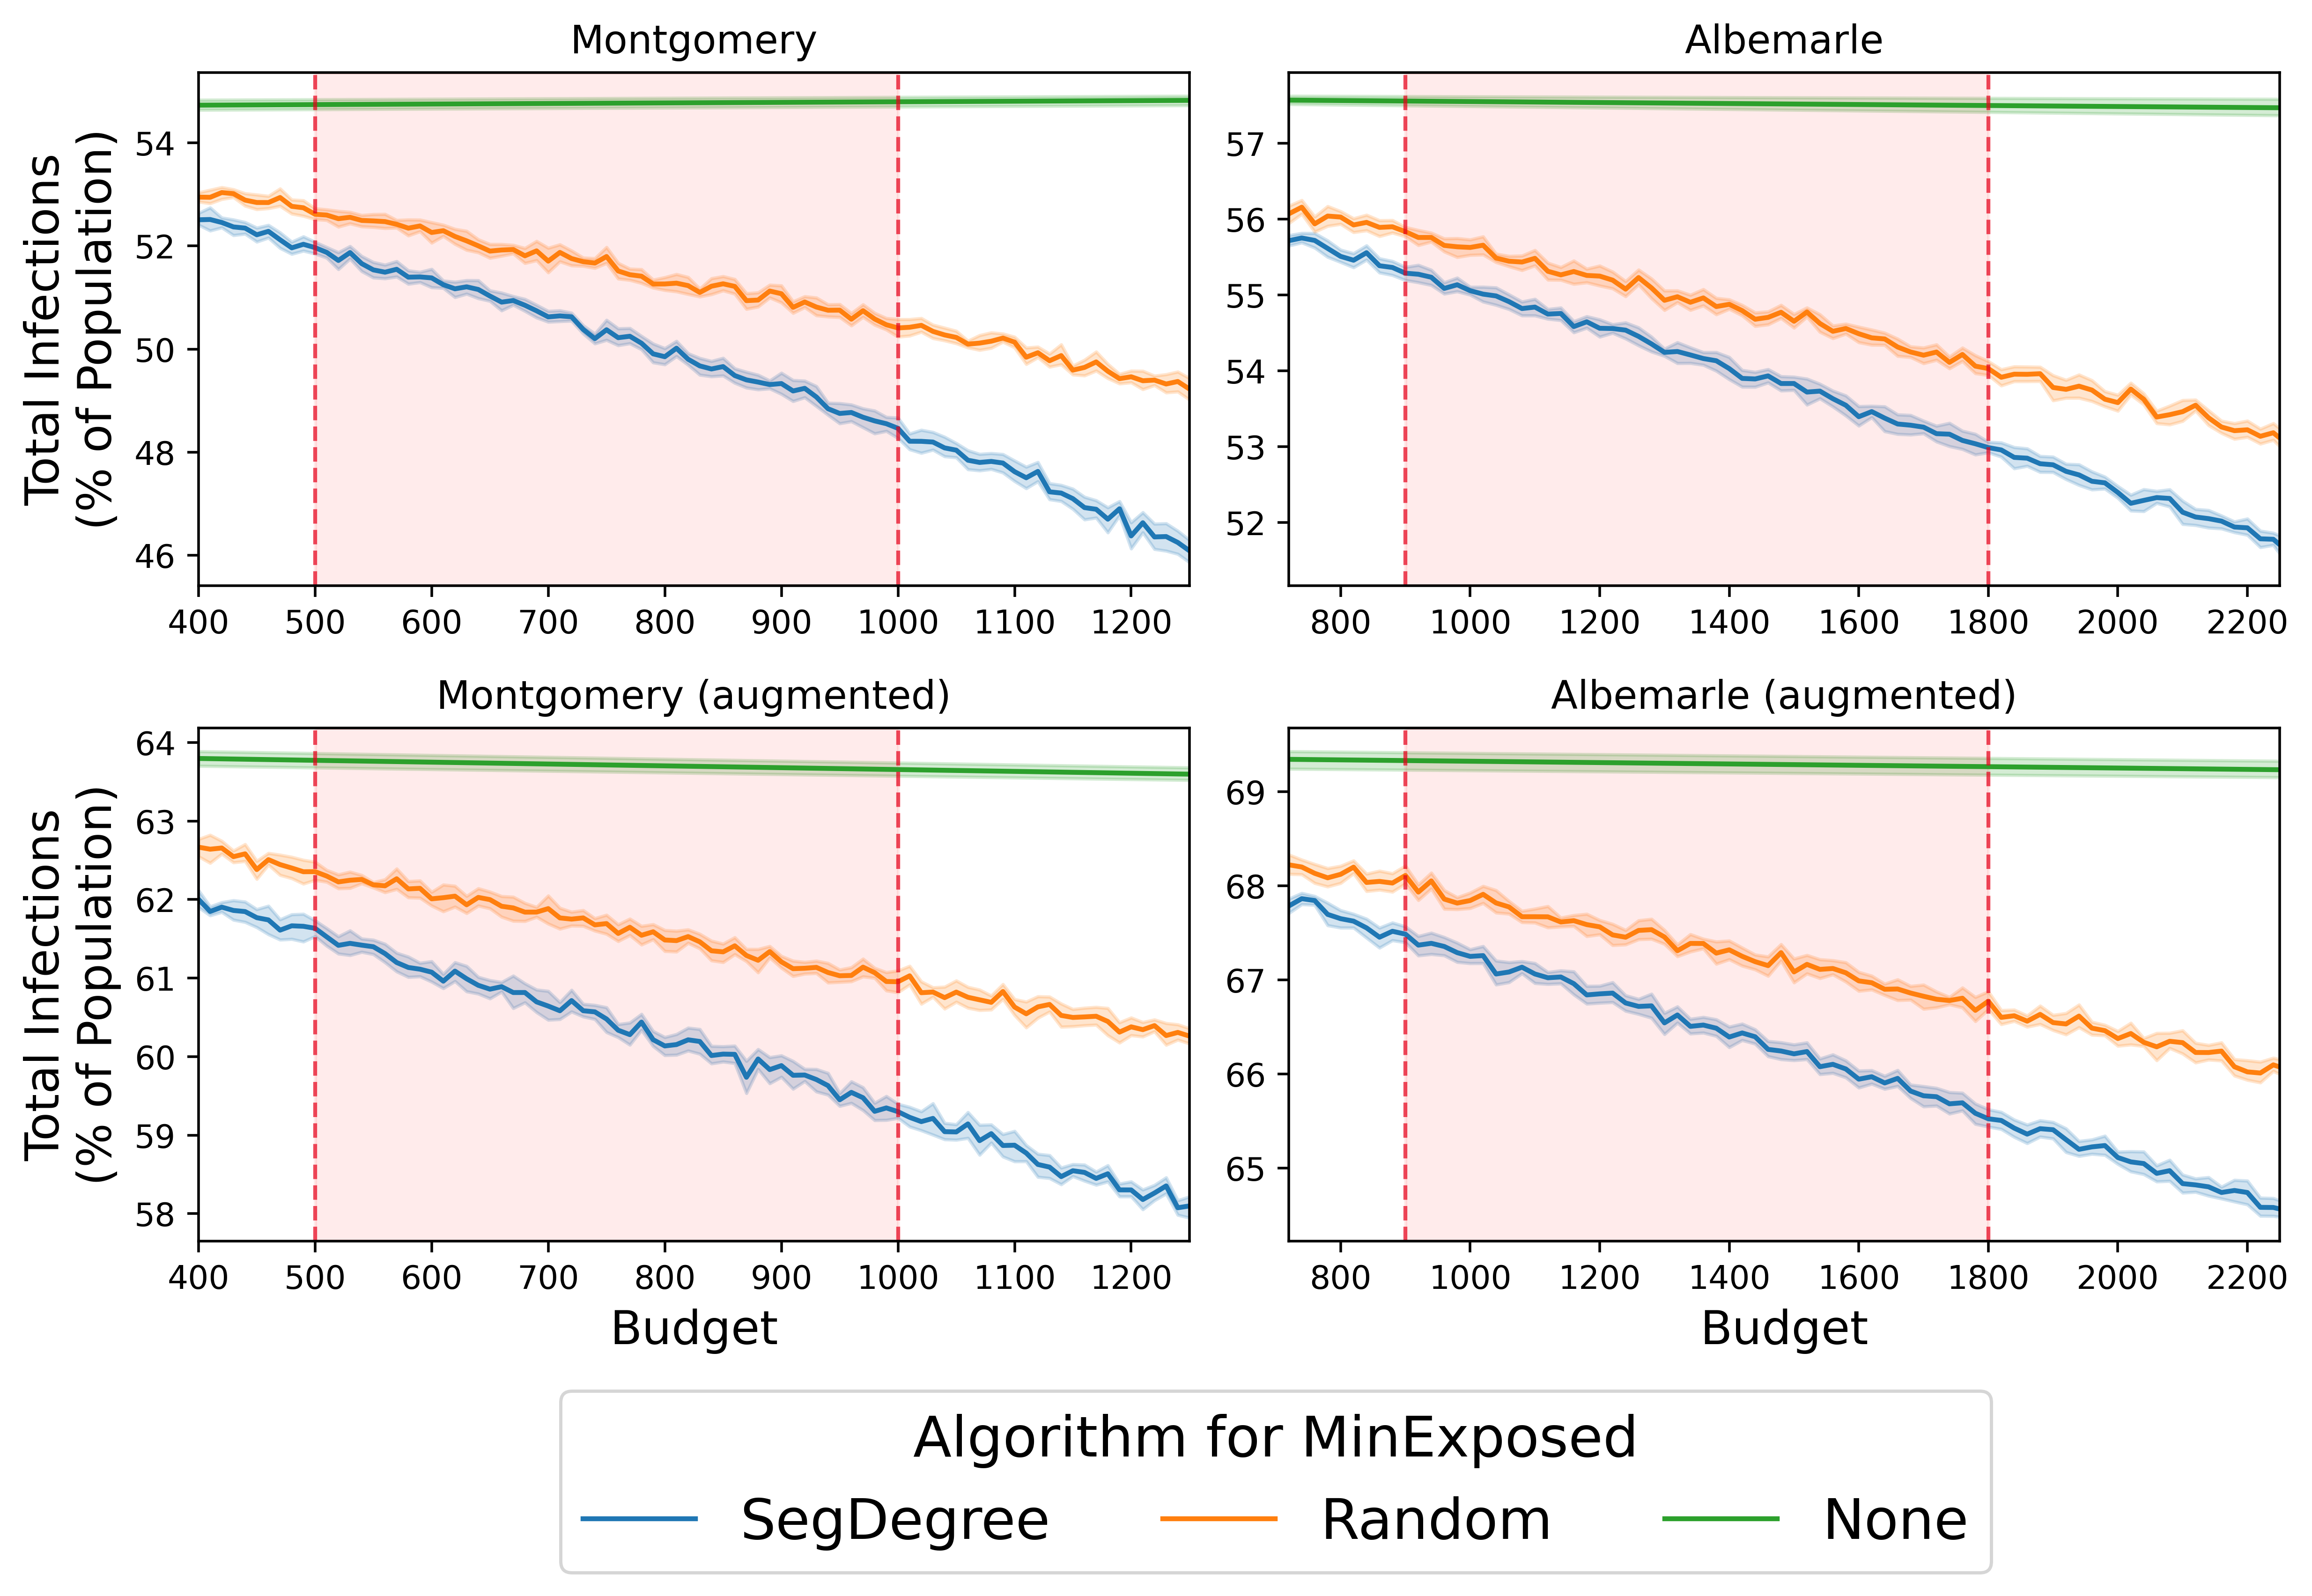 Montgomery
Albemarle
Total Infections
(% of Population)
54
52
50
48
46
400 500 600 700 800 900 1000 1100 1200
57
56
55
54
53
52
800 1000 1200 1400 1600 1800 2000 2200
Montgomery (augmented)
Albemarle (augmented)
Total Infections
(% of Population)
64
63
62
61
60
59
58
400 500 600 700 800 900 1000 1100 1200
Budget
69
68
67
66
65
800 1000 1200 1400 1600 1800 2000 2200
Budget
Algorithm for MinExposed
SegDegree Random None